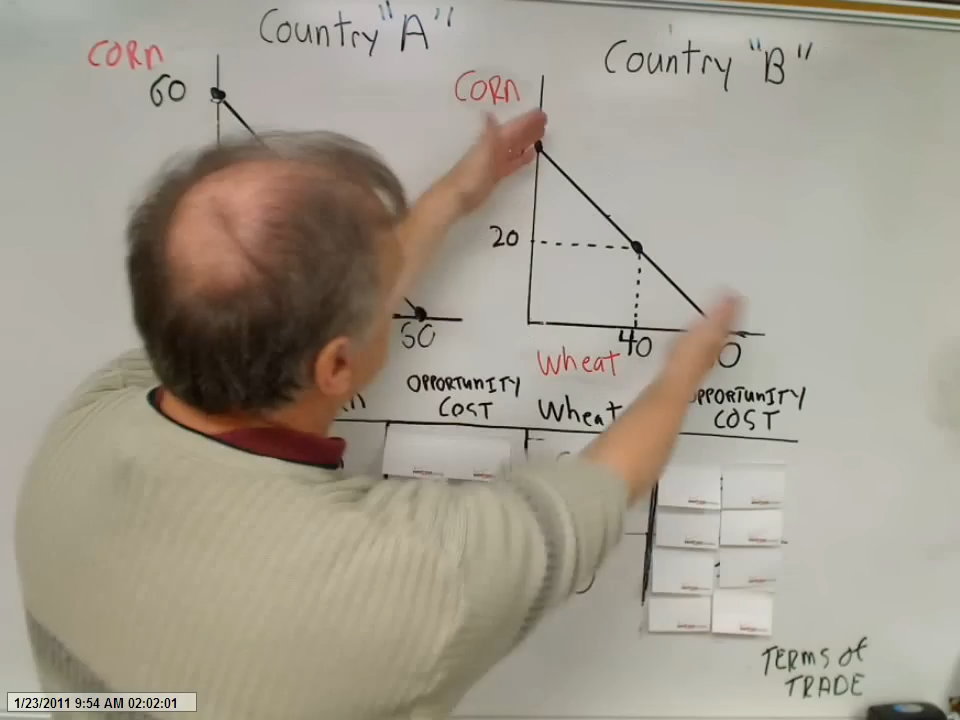 Country "A"
Country "B"
CORN
60
CORN
20
60
40
Wheat
OPPORTUNITY
COST
Wheat
OPPORTUNITY
COST
TERMS of
TRADE
1/23/2011 9:54 AM 02:02:01